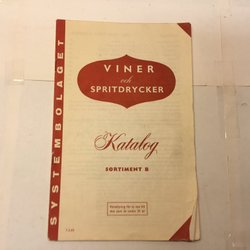 SYSTEMBOLAGET
VINER
och
SPRITDRYCKER
Katalog
SORTIMENT B